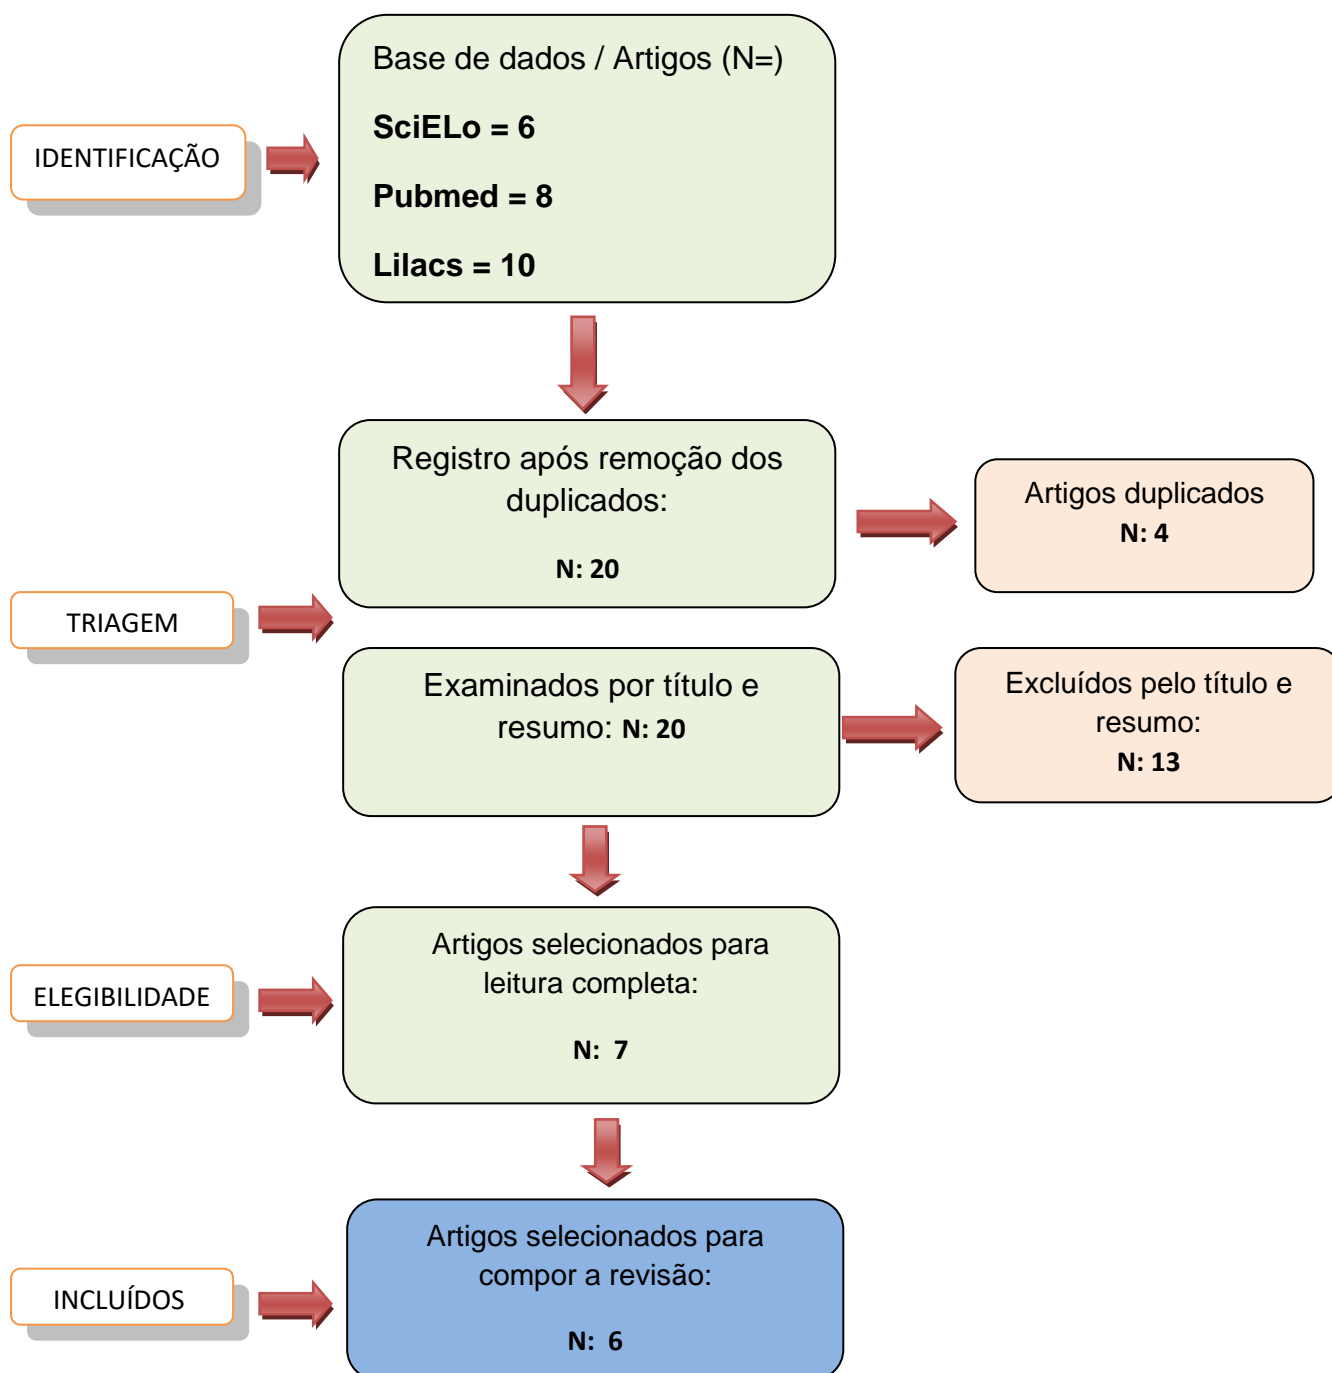 Base de dados / Artigos (N=)
SciELo = 6
Pubmed = 8
Lilacs = 10
IDENTIFICAÇÃO
Registro após remoção dos
duplicados:
N: 20
Artigos duplicados
N: 4
TRIAGEM
Examinados por título e
resumo: N: 20
Excluídos pelo título e
resumo:
N: 13
Artigos selecionados para
leitura completa:
N: 7
ELEGIBILIDADE
Artigos selecionados para
compor a revisão:
N: 6
INCLUÍDOS